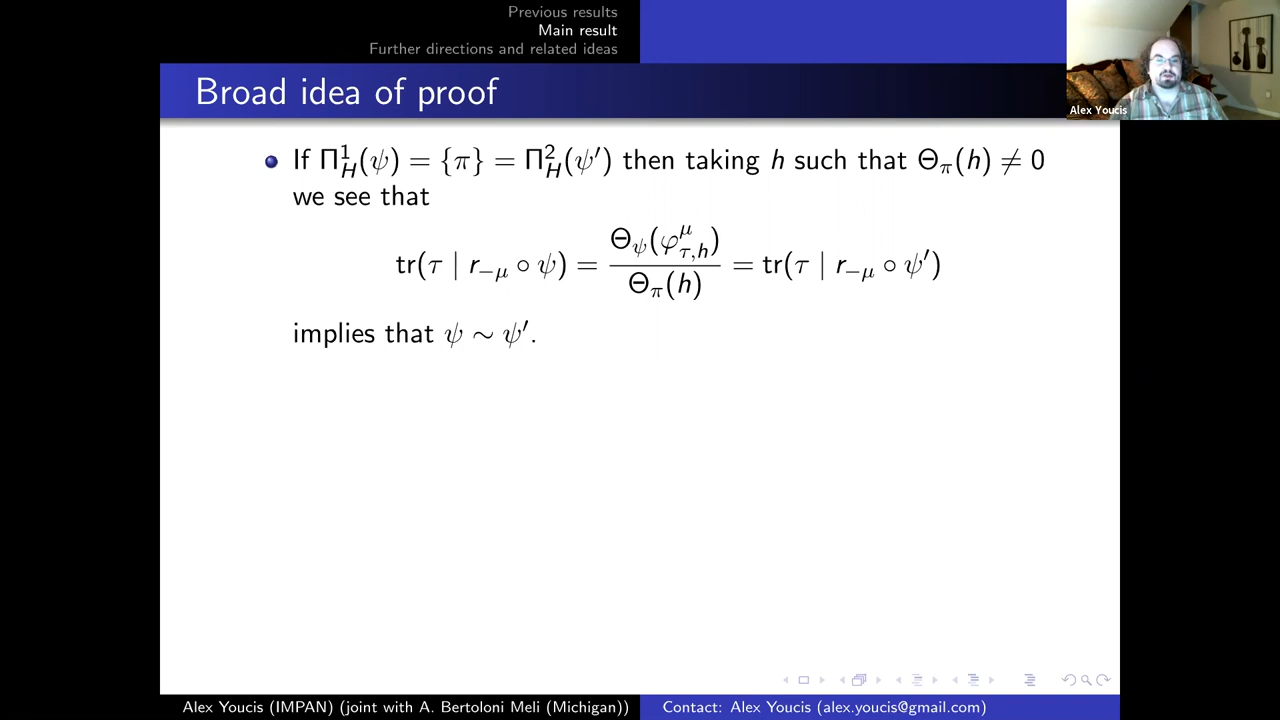 Previous results
Main result
Further directions and related ideas
Broad idea of proof
Alex Youcis
If Π¹_H(ψ) = {π} = Π²_H(ψ′) then taking h such that Θ_π(h) ≠ 0
we see that
tr(τ | r_{−μ} ∘ ψ) = Θ_ψ(φ^μ_{τ,h}) / Θ_π(h) = tr(τ | r_{−μ} ∘ ψ′)
implies that ψ ∼ ψ′.
Alex Youcis (IMPAN) (joint with A. Bertoloni Meli (Michigan)) Contact: Alex Youcis (alex.youcis@gmail.com)